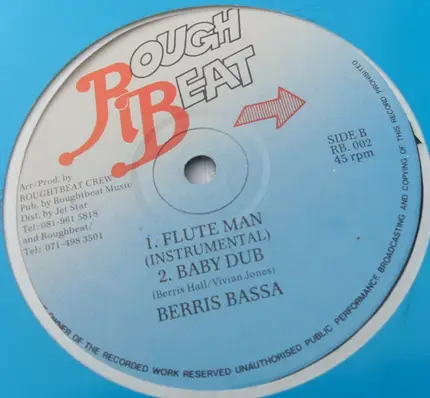 ROUGH
BEAT
SIDE B
RB. 002
45 rpm
Arr/Prod. by
ROUGHTBEAT CREW
Pub. by Roughtbeat Music
Dist. by Jet Star
Tel: 081-961 5818
and Roughbeat/
Tel: 071-498 3501
1. FLUTE MAN
(INSTRUMENTAL)
2. BABY DUB
(Berris Hall/Vivian Jones)
BERRIS BASSA
OWNER OF THE RECORDED WORK RESERVED UNAUTHORISED PUBLIC PERFORMANCE, BROADCASTING AND COPYING OF THIS RECORD PROHIBITED